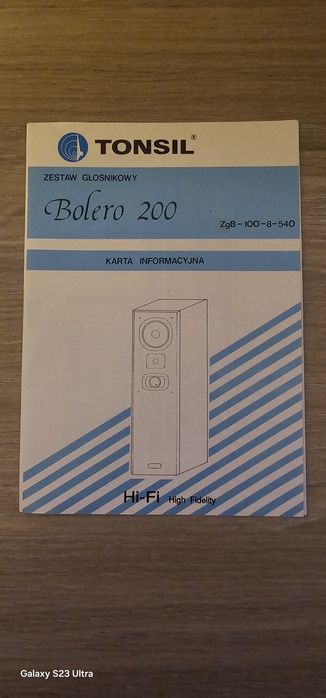 TONSIL®
ZESTAW GŁOŚNIKOWY
Bolero 200
ZgB-100-8-540
KARTA INFORMACYJNA
Hi-Fi High Fidelity
Galaxy S23 Ultra